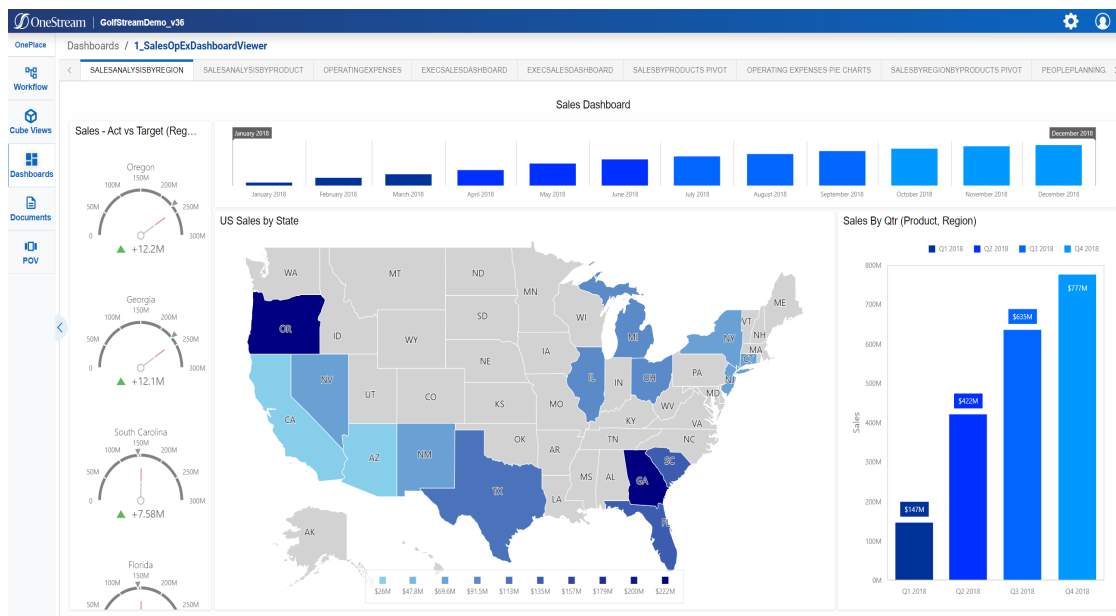 OneStream | GolfStreamDemo_v36
OnePlace
Workflow
Cube Views
Dashboards
Documents
POV
Dashboards / 1_SalesOpExDashboardViewer
SALESANALYSISBYREGION SALESANALYSISBYPRODUCT OPERATINGEXPENSES EXECSALESDASHBOARD EXECSALESDASHBOARD SALESBYPRODUCTS PIVOT OPERATING EXPENSES PIE CHARTS SALESBYREGIONBYPRODUCTS PIVOT PEOPLEPLANNING
Sales Dashboard
Sales - Act vs Target (Reg...
Oregon
0 50M 100M 150M 200M 250M 300M
+12.2M
Georgia
0 50M 100M 150M 200M 250M 300M
+12.1M
South Carolina
0 50M 100M 150M 200M 250M 300M
+7.58M
Florida
50M 100M 150M 200M 250M
January 2018 December 2018
January 2018 February 2018 March 2018 April 2018 May 2018 June 2018 July 2018 August 2018 September 2018 October 2018 November 2018 December 2018
US Sales by State
WA MT ND MN ME
OR ID SD WI MI VT NH
WY NY MA CT
NE IA PA NJ
NV UT CO IL IN OH MD
CA KS MO WV VA
KY
AZ NM OK AR TN NC
TX LA MS AL GA SC
AK FL
$26M $47.8M $69.6M $91.5M $113M $135M $157M $179M $200M $222M
Sales By Qtr (Product, Region)
Q1 2018 Q2 2018 Q3 2018 Q4 2018
Sales
800M
700M
600M
500M
400M
300M
200M
100M
0M
$147M
$422M
$635M
$777M
Q1 2018 Q2 2018 Q3 2018 Q4 2018